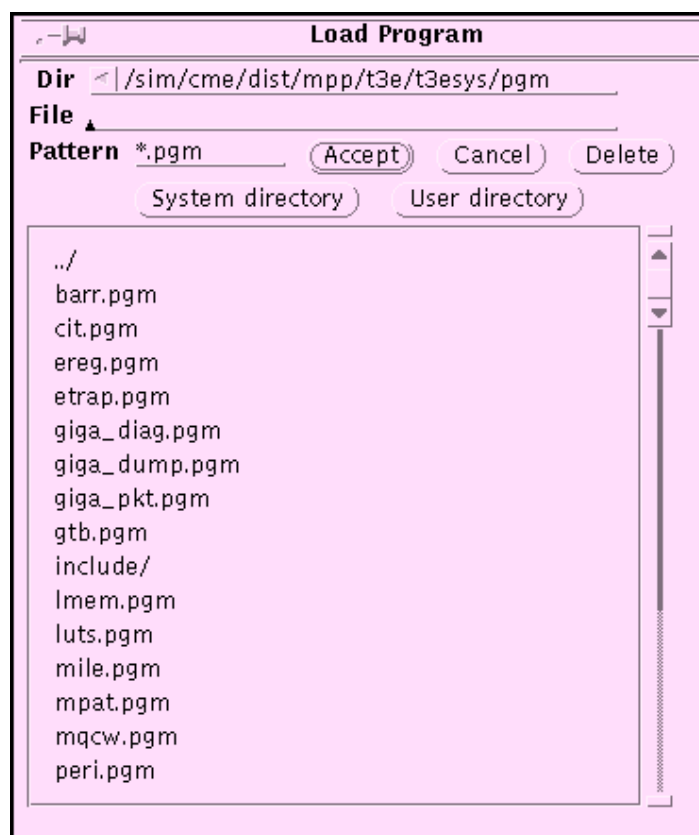 Load Program
Dir /sim/cme/dist/mpp/t3e/t3esys/pgm
File
Pattern *.pgm Accept Cancel Delete
System directory User directory
../
barr.pgm
cit.pgm
ereg.pgm
etrap.pgm
giga_diag.pgm
giga_dump.pgm
giga_pkt.pgm
gtb.pgm
include/
lmem.pgm
luts.pgm
mile.pgm
mpat.pgm
mqcw.pgm
peri.pgm